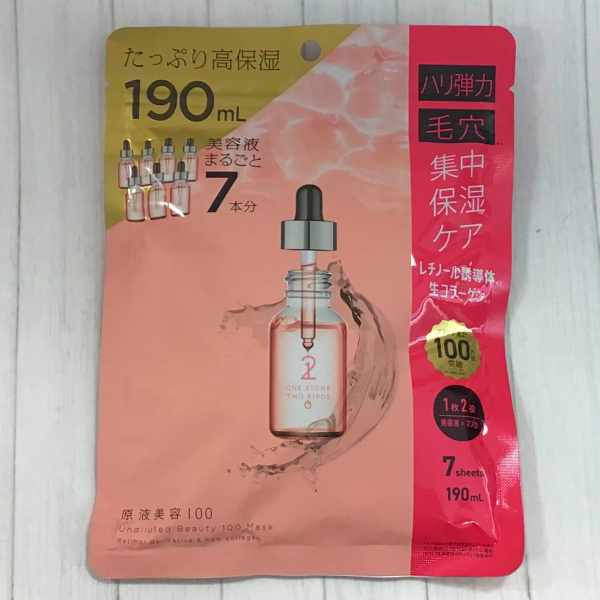 たっぷり高保湿
190mL
美容液
まるごと
7本分
ハリ弾力
毛穴
集中
保湿
ケア
レチノール誘導体
生コラーゲン
100
突破
1枚2役
美容液×マスク
7 sheets
190mL
2
ONE STONE
TWO BIRDS
原液美容100
Undiluted Beauty 100 Mask
Retinol derivative & Raw collagen